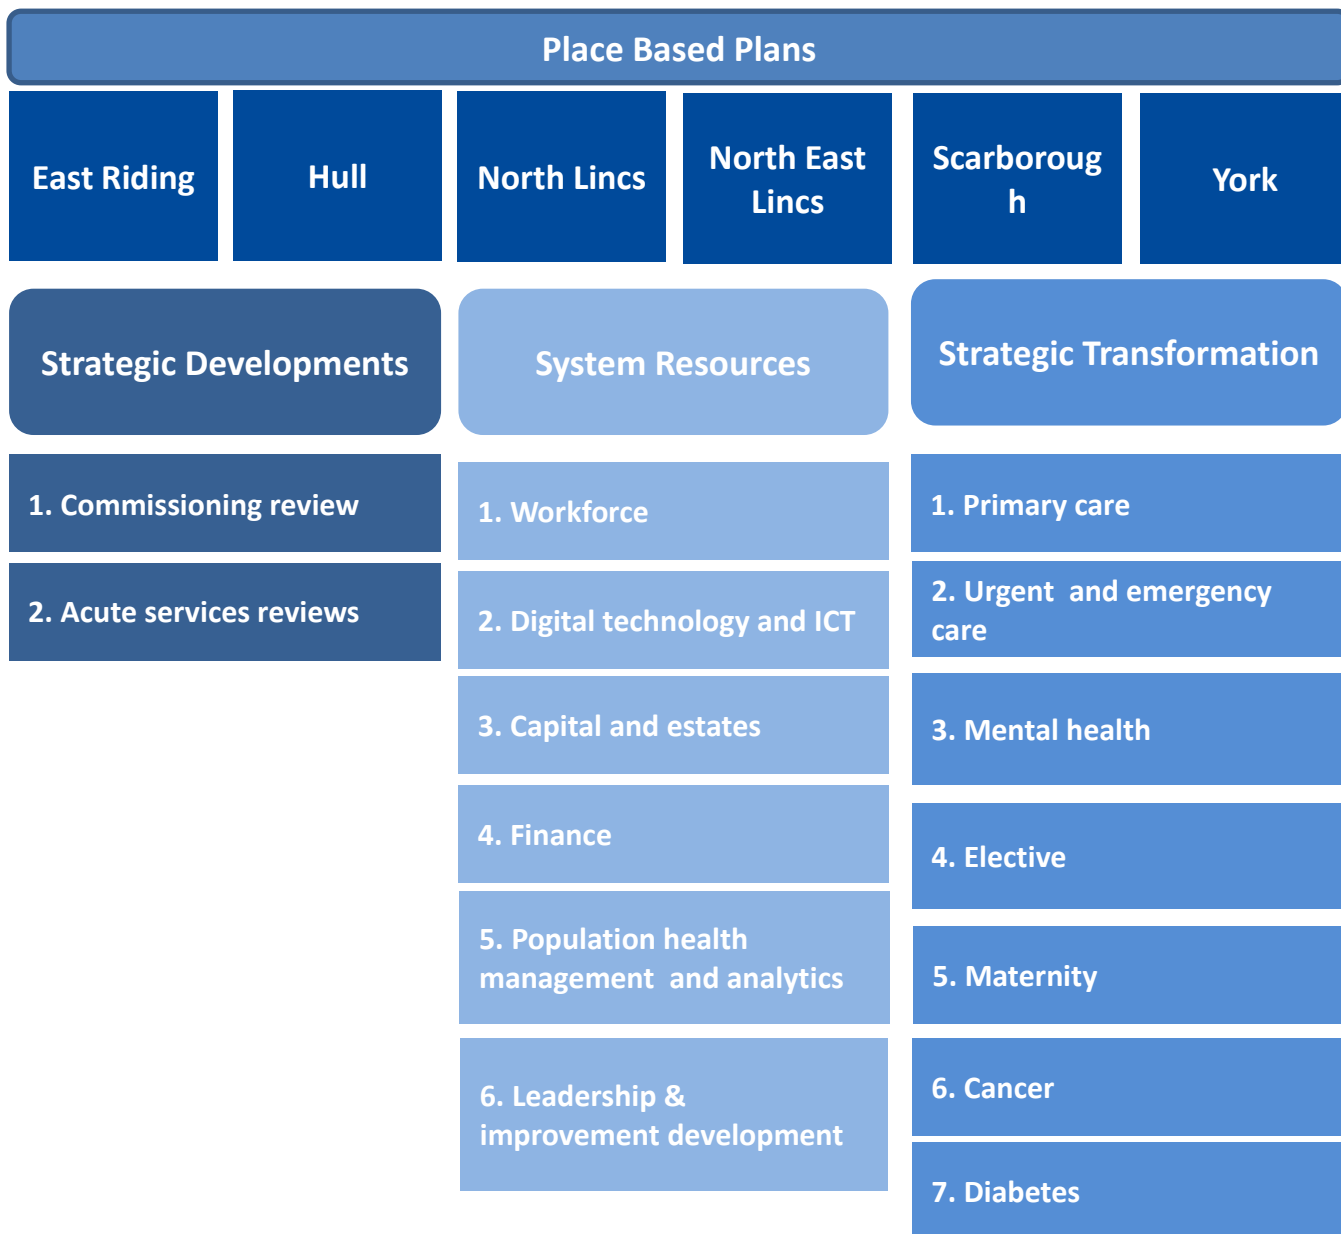 Place Based Plans
East Riding
Hull
North Lincs
North East
Lincs
Scarboroug
h
York
Strategic Developments
1. Commissioning review
2. Acute services reviews
System Resources
1. Workforce
2. Digital technology and ICT
3. Capital and estates
4. Finance
5. Population health
management  and analytics
6. Leadership &
improvement development
Strategic Transformation
1. Primary care
2. Urgent  and emergency
care
3. Mental health
4. Elective
5. Maternity
6. Cancer
7. Diabetes